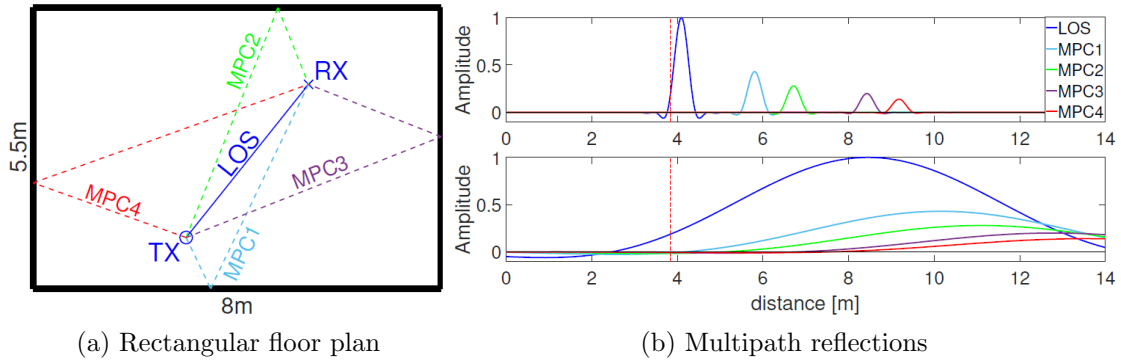 5.5m
MPC2
RX
LOS
MPC3
MPC4
TX
MPC1
8m
(a) Rectangular floor plan
Amplitude
1
0.5
0
0 2 4 6 8 10 12 14
LOS
MPC1
MPC2
MPC3
MPC4
Amplitude
1
0.5
0
0 2 4 6 8 10 12 14
distance [m]
(b) Multipath reflections